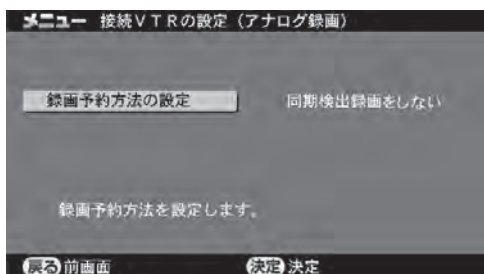 メニュー 接続VTRの設定(アナログ録画)
録画予約方法の設定 同期検出録画をしない
録画予約方法を設定します。
戻る 前画面 決定 決定